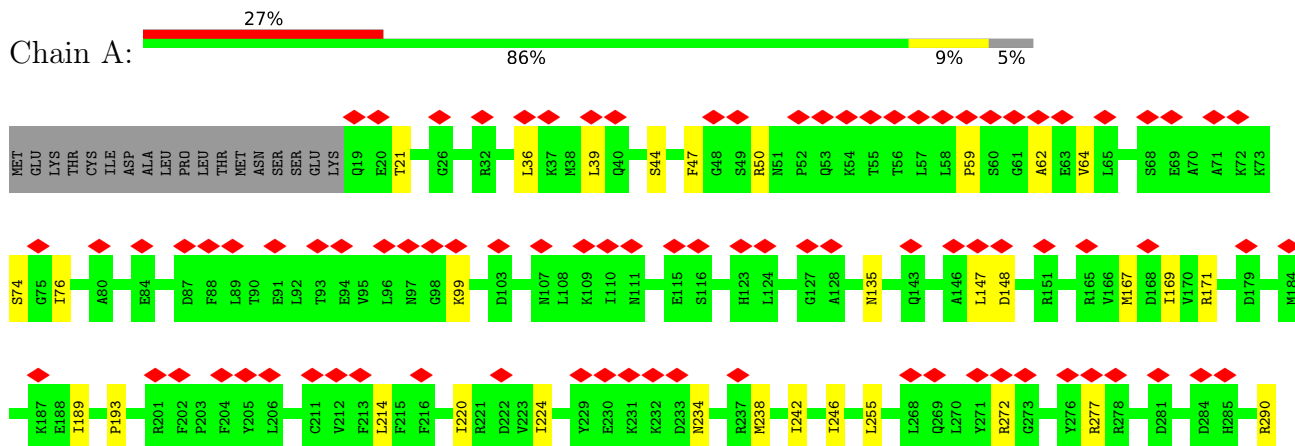 27%
Chain A:
86% 9% 5%
MET GLU LYS THR CYS ILE ASP ALA LEU PRO LEU THR MET ASN SER SER GLU LYS Q19 E20 T21 G26 R32 L36 K37 M38 L39 Q40 S44 F47 G48 S49 R50 N51 P52 Q53 K54 T55 T56 L57 L58 P59 S60 G61 A62 E63 V64 L65 S68 E69 A70 A71 K72 K73
S74 G75 I76 A80 E84 D87 F88 L89 T90 E91 L92 T93 E94 V95 L96 N97 G98 K99 D103 N107 L108 K109 I110 N111 E115 S116 H123 L124 G127 A128 N135 Q143 A146 L147 D148 R151 R165 V166 M167 D168 I169 V170 R171 D179 M184
K187 E188 I189 P193 R201 F202 P203 F204 Y205 L206 C211 V212 F213 L214 F215 F216 I220 R221 D222 V223 I224 Y229 E230 K231 K232 D233 N234 R237 M238 I242 I246 L255 L268 Q269 L270 Y271 R272 G273 Y276 R277 R278 D281 D284 E285 R290